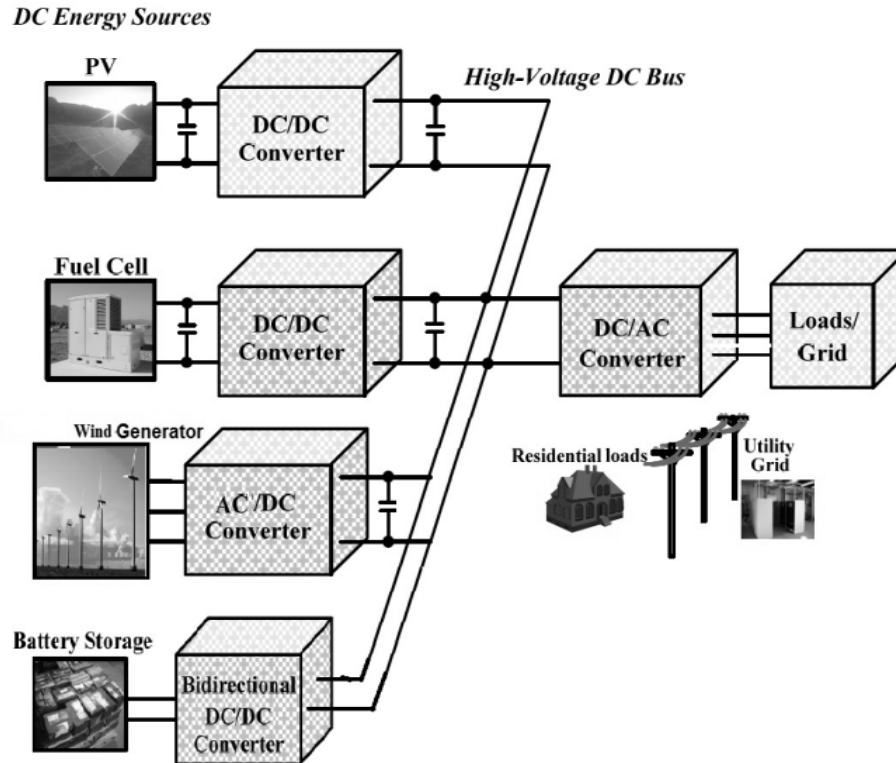 DC Energy Sources
PV
DC/DC
Converter
High-Voltage DC Bus
Fuel Cell
DC/DC
Converter
DC/AC
Converter
Loads/
Grid
Wind Generator
AC/DC
Converter
Residential loads
Utility
Grid
Battery Storage
Bidirectional
DC/DC
Converter